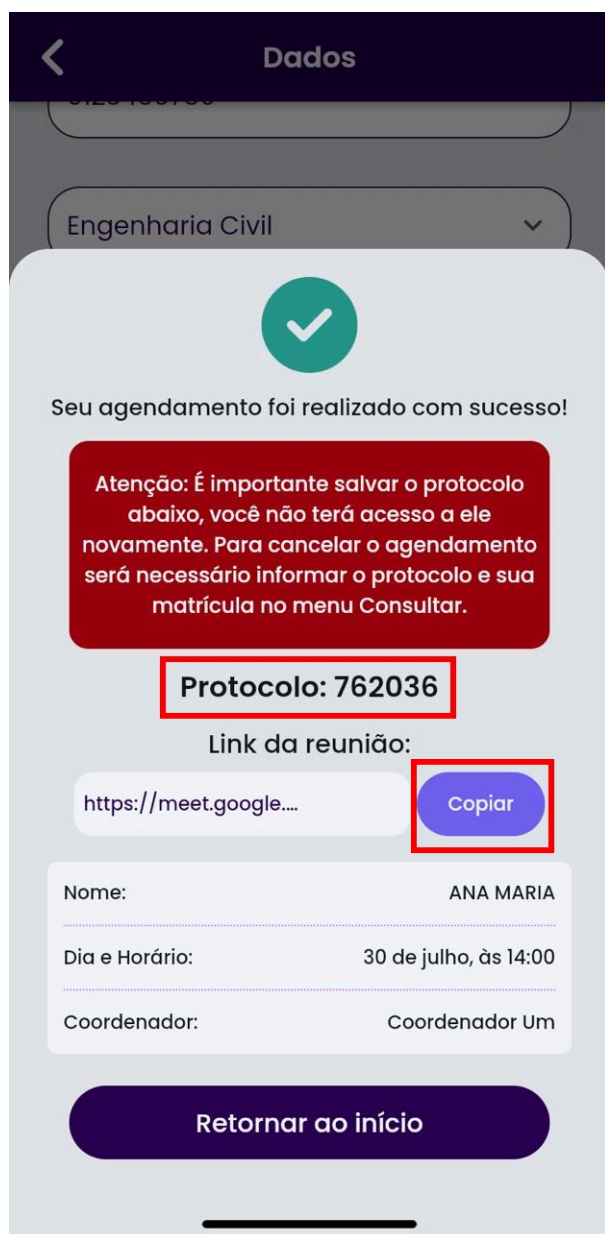 Dados
Engenharia Civil
Seu agendamento foi realizado com sucesso!
Atenção: É importante salvar o protocolo
abaixo, você não terá acesso a ele
novamente. Para cancelar o agendamento
será necessário informar o protocolo e sua
matrícula no menu Consultar.
Protocolo: 762036
Link da reunião:
https://meet.google.... Copiar
Nome: ANA MARIA
Dia e Horário: 30 de julho, às 14:00
Coordenador: Coordenador Um
Retornar ao início